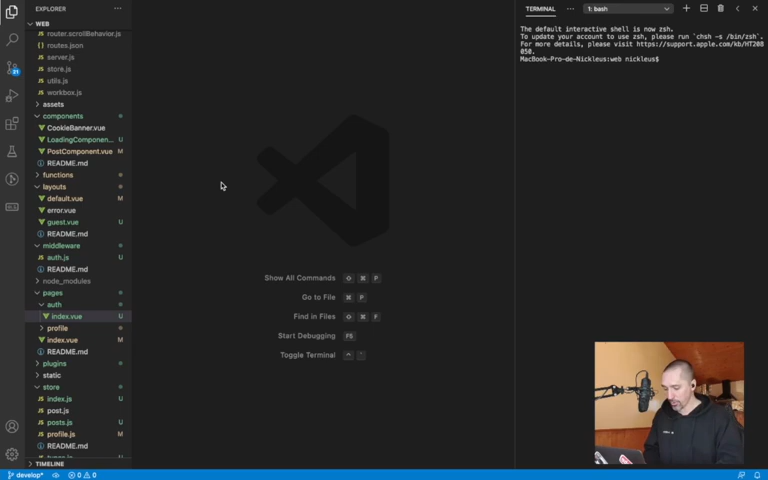 EXPLORER
WEB
router.scrollBehavior.js
routes.json
server.js
store.js
utils.js
workbox.js
assets
components
CookieBanner.vue
LoadingComponen... U
PostComponent.vue M
README.md
functions
layouts
default.vue M
error.vue
guest.vue U
README.md
middleware
auth.js U
README.md
node_modules
pages
auth
index.vue U
profile
index.vue M
README.md
plugins
static
store
index.js U
post.js
posts.js U
profile.js M
README.md
TIMELINE
develop* 0 0
Show All Commands ⇧ ⌘ P
Go to File ⌘ P
Find in Files ⇧ ⌘ F
Start Debugging F5
Toggle Terminal ^ `
TERMINAL ... 1: bash
The default interactive shell is now zsh.
To update your account to use zsh, please run `chsh -s /bin/zsh`.
For more details, please visit https://support.apple.com/kb/HT208
050.
MacBook-Pro-de-Nickleus:web nickleus$